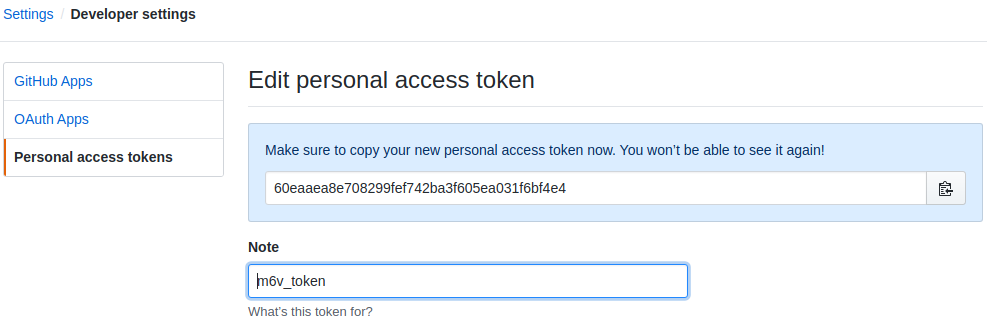 Settings / Developer settings
GitHub Apps
OAuth Apps
Personal access tokens
Edit personal access token
Make sure to copy your new personal access token now. You won’t be able to see it again!
60eaaea8e708299fef742ba3f605ea031f6bf4e4
Note
m6v_token
What’s this token for?